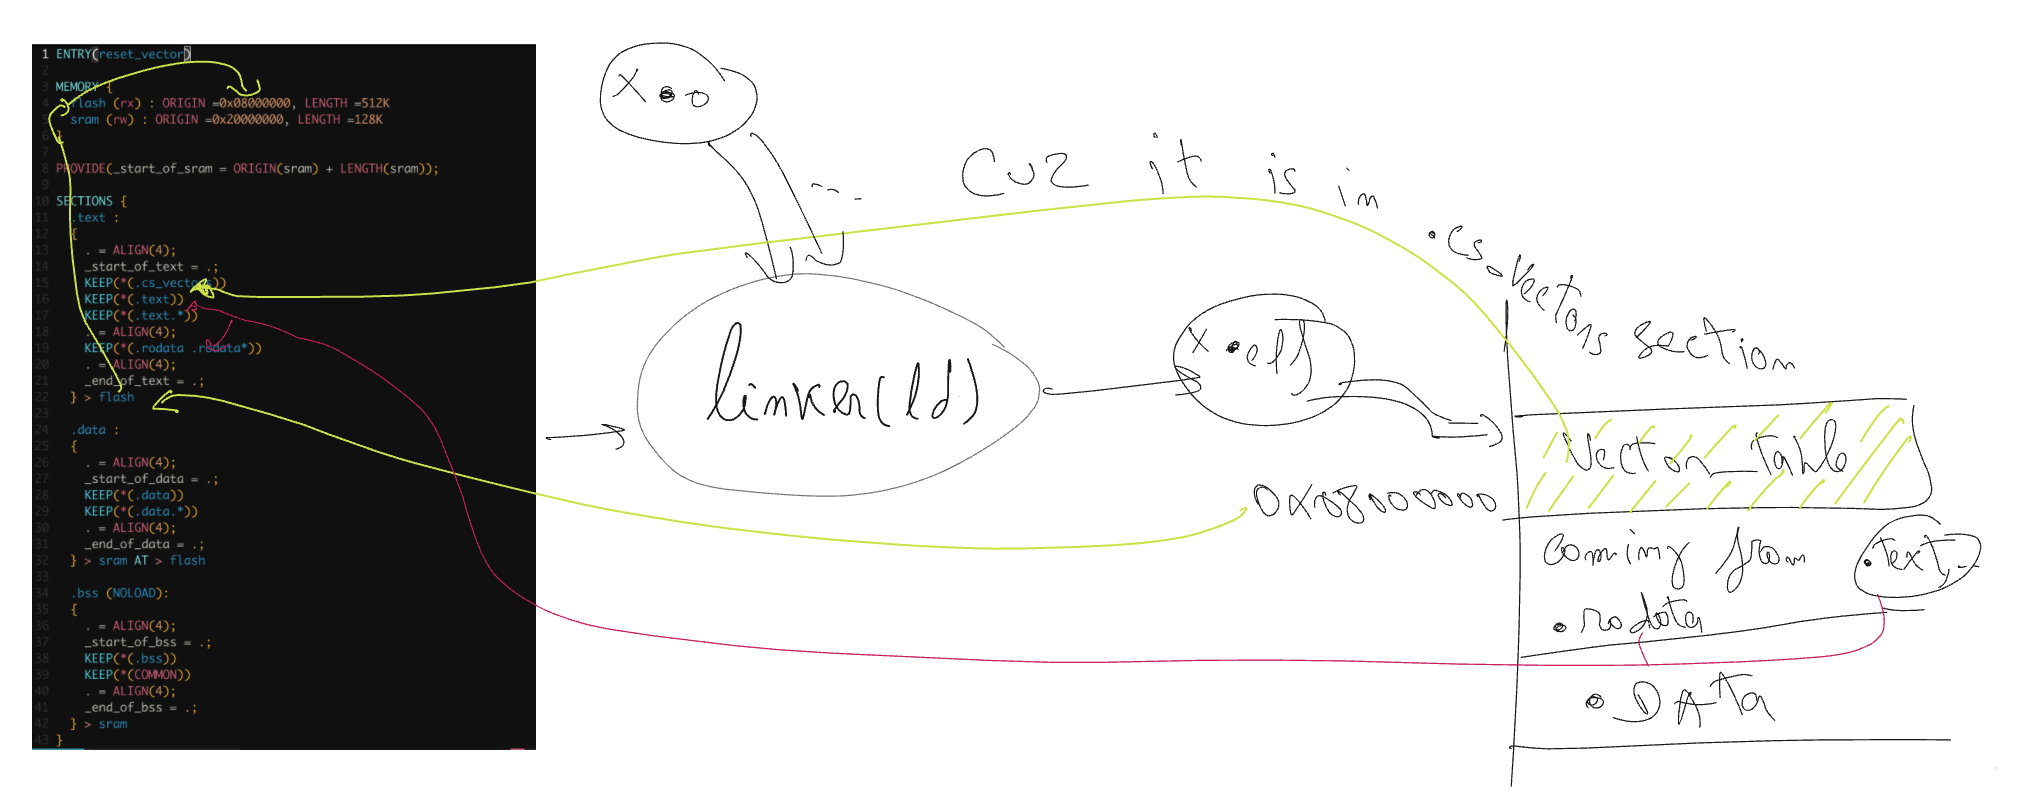 1 ENTRY(reset_vector)
2
3 MEMORY {
4 flash (rx) : ORIGIN =0x08000000, LENGTH =512K
5 sram (rw) : ORIGIN =0x20000000, LENGTH =128K
6 }
7
8 PROVIDE(_start_of_sram = ORIGIN(sram) + LENGTH(sram));
9
10 SECTIONS {
11 .text :
12 {
13 . = ALIGN(4);
14 _start_of_text = .;
15 KEEP(*(.cs_vectors))
16 KEEP(*(.text))
17 KEEP(*(.text.*))
18 . = ALIGN(4);
19 KEEP(*(.rodata .rodata*))
20 . = ALIGN(4);
21 _end_of_text = .;
22 } > flash
23
24 .data :
25 {
26 . = ALIGN(4);
27 _start_of_data = .;
28 KEEP(*(.data))
29 KEEP(*(.data.*))
30 . = ALIGN(4);
31 _end_of_data = .;
32 } > sram AT > flash
33
34 .bss (NOLOAD):
35 {
36 . = ALIGN(4);
37 _start_of_bss = .;
38 KEEP(*(.bss))
39 KEEP(*(COMMON))
40 . = ALIGN(4);
41 _end_of_bss = .;
42 } > sram
43 }
x.o
...
linker(ld)
x.elf
cuz it is in
.cs_vectors section
Vector_table
0x08000000
coming from .text
.rodata
.DATA